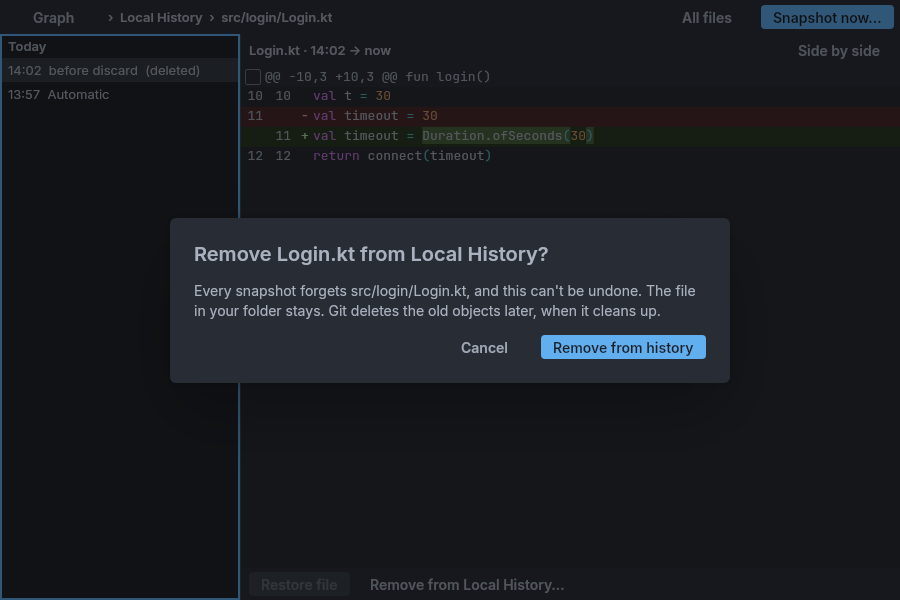 Graph › Local History › src/login/Login.kt All files Snapshot now…
Today
14:02 before discard (deleted)
13:57 Automatic
Login.kt · 14:02 → now Side by side
@@ -10,3 +10,3 @@ fun login()
10 10 val t = 30
11 - val timeout = 30
11 + val timeout = Duration.ofSeconds(30)
12 12 return connect(timeout)
Remove Login.kt from Local History?
Every snapshot forgets src/login/Login.kt, and this can't be undone. The file
in your folder stays. Git deletes the old objects later, when it cleans up.
Cancel Remove from history
Restore file Remove from Local History…